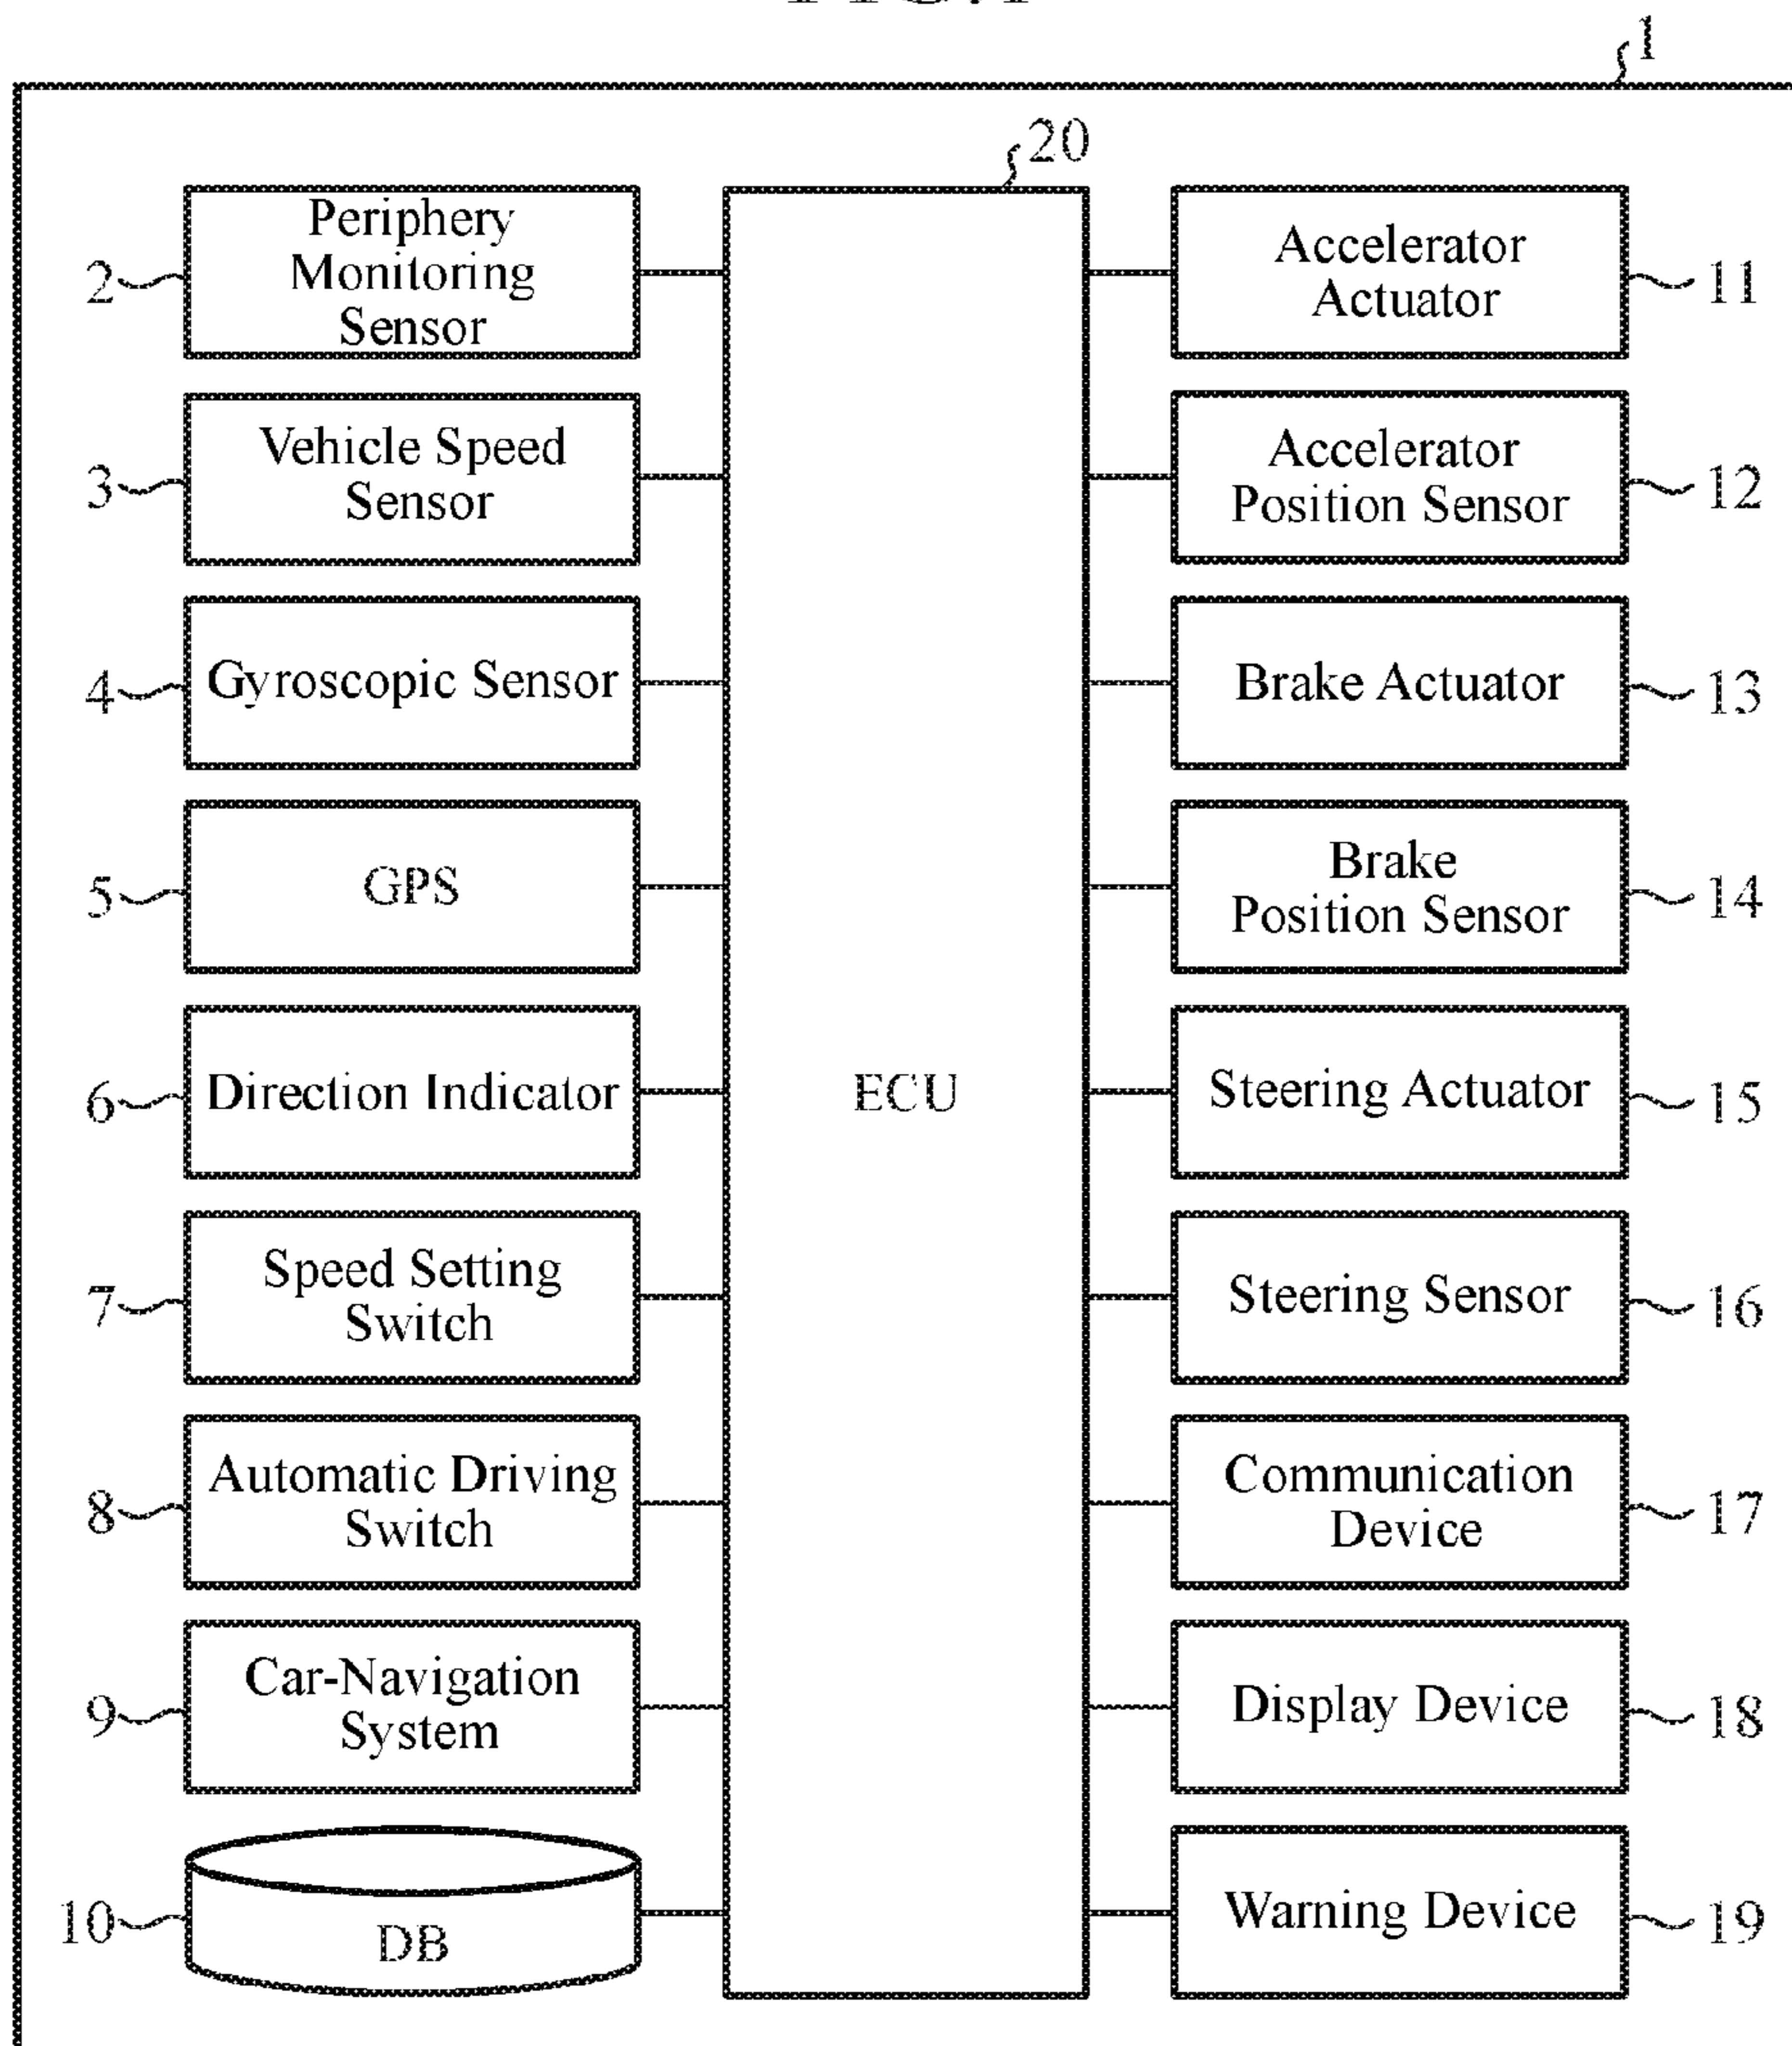 1
20
Periphery
Monitoring
Sensor
2
Vehicle Speed
Sensor
3
Gyroscopic Sensor
4
GPS
5
Direction Indicator
6
Speed Setting
Switch
7
Automatic Driving
Switch
8
Car-Navigation
System
9
DB
10
ECU
Accelerator
Actuator
11
Accelerator
Position Sensor
12
Brake Actuator
13
Brake
Position Sensor
14
Steering Actuator
15
Steering Sensor
16
Communication
Device
17
Display Device
18
Warning Device
19